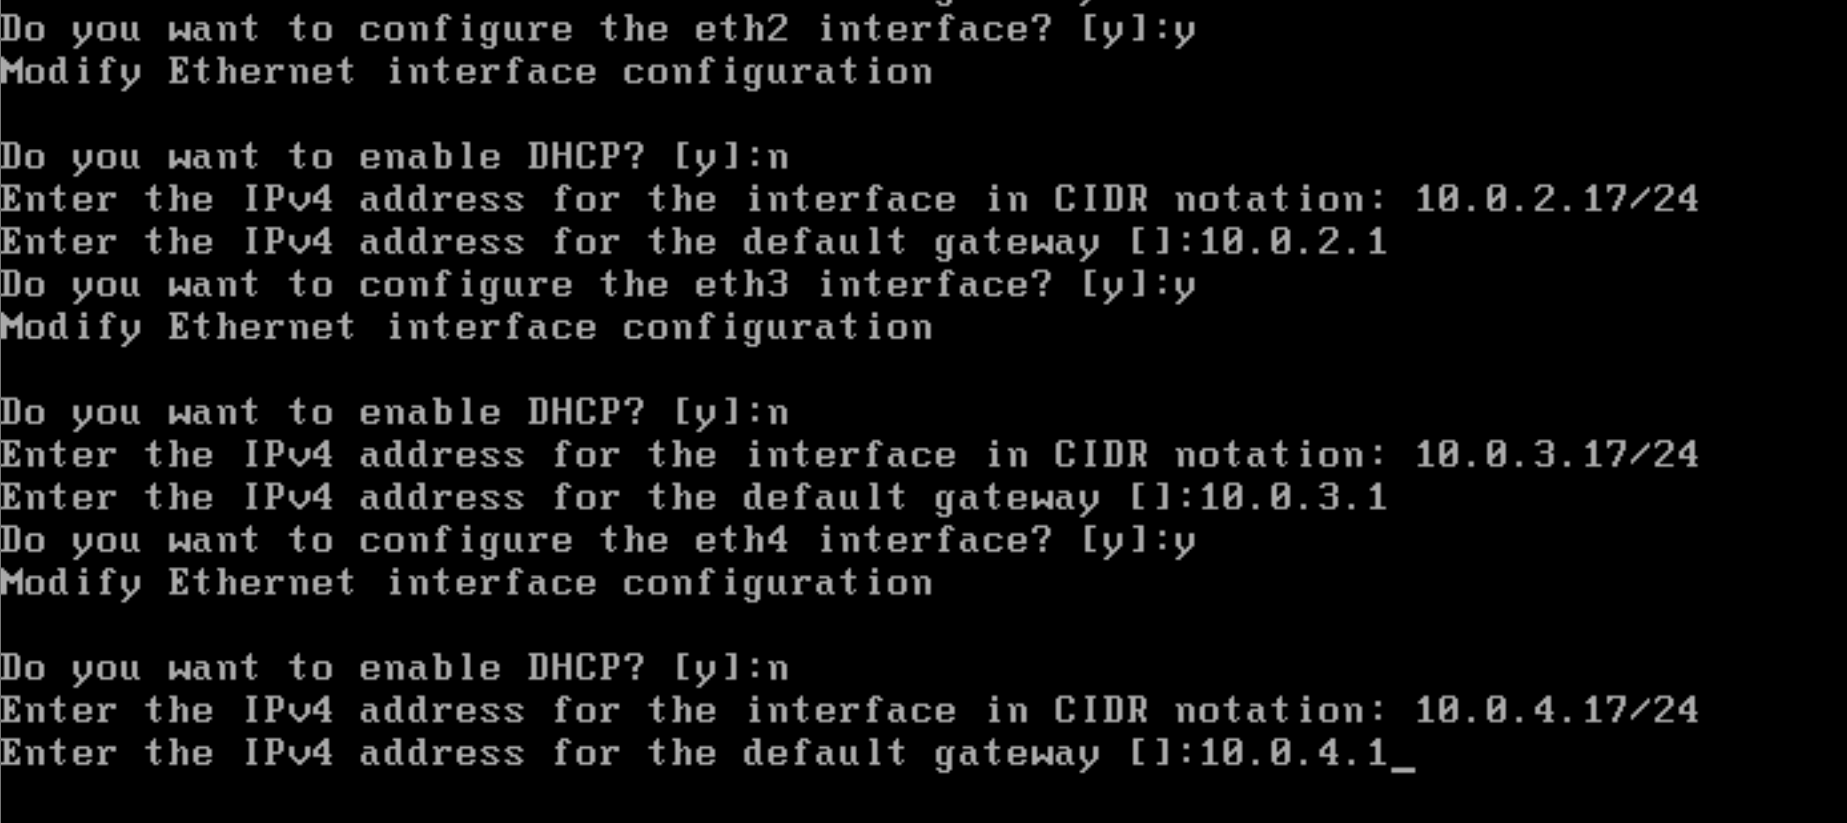 Do you want to configure the eth2 interface? [y]:y
Modify Ethernet interface configuration
Do you want to enable DHCP? [y]:n
Enter the IPv4 address for the interface in CIDR notation: 10.0.2.17/24
Enter the IPv4 address for the default gateway []:10.0.2.1
Do you want to configure the eth3 interface? [y]:y
Modify Ethernet interface configuration
Do you want to enable DHCP? [y]:n
Enter the IPv4 address for the interface in CIDR notation: 10.0.3.17/24
Enter the IPv4 address for the default gateway []:10.0.3.1
Do you want to configure the eth4 interface? [y]:y
Modify Ethernet interface configuration
Do you want to enable DHCP? [y]:n
Enter the IPv4 address for the interface in CIDR notation: 10.0.4.17/24
Enter the IPv4 address for the default gateway []:10.0.4.1_